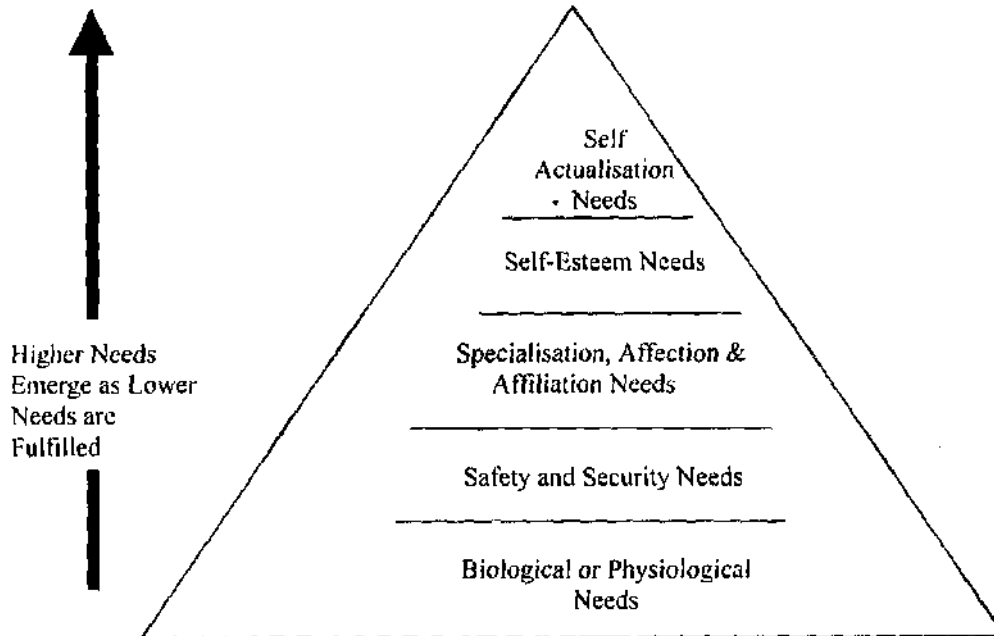 Self
Actualisation
Needs
Self-Esteem Needs
Higher Needs
Emerge as Lower
Needs are
Fulfilled
Specialisation, Affection &
Affiliation Needs
Safety and Security Needs
Biological or Physiological
Needs